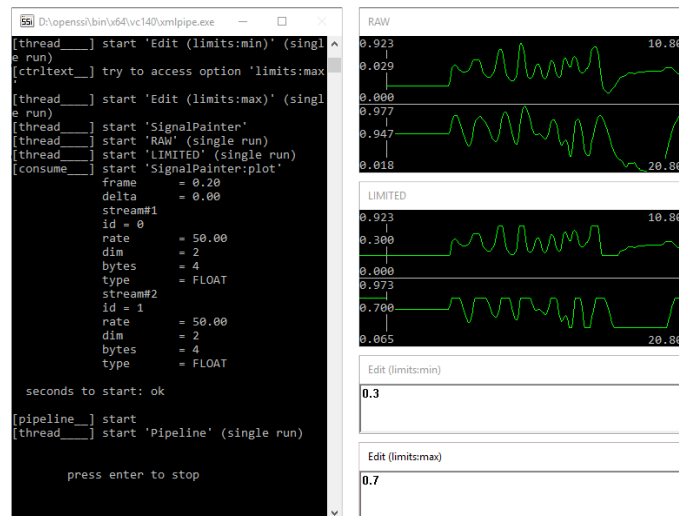 SSI D:\openssi\bin\x64\vc140\xmlpipe.exe
[thread____] start 'Edit (limits:min)' (singl
e run)
[ctrltext__] try to access option 'limits:max
'
[thread____] start 'Edit (limits:max)' (singl
e run)
[thread____] start 'SignalPainter'
[thread____] start 'RAW' (single run)
[thread____] start 'LIMITED' (single run)
[consume___] start 'SignalPainter:plot'
frame = 0.20
delta = 0.00
stream#1
id = 0
rate = 50.00
dim = 2
bytes = 4
type = FLOAT
stream#2
id = 1
rate = 50.00
dim = 2
bytes = 4
type = FLOAT
seconds to start: ok
[pipeline__] start
[thread____] start 'Pipeline' (single run)
press enter to stop
RAW
0.923 10.80
0.029
0.000
0.977
0.947
0.018 20.80
LIMITED
0.923 10.80
0.300
0.000
0.973
0.700
0.065 20.80
Edit (limits:min)
0.3
Edit (limits:max)
0.7